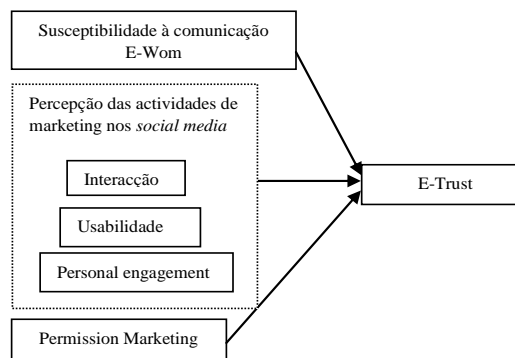 Susceptibilidade à comunicação
E-Wom
Percepção das actividades de
marketing nos social media
Interacção
Usabilidade
Personal engagement
E-Trust
Permission Marketing